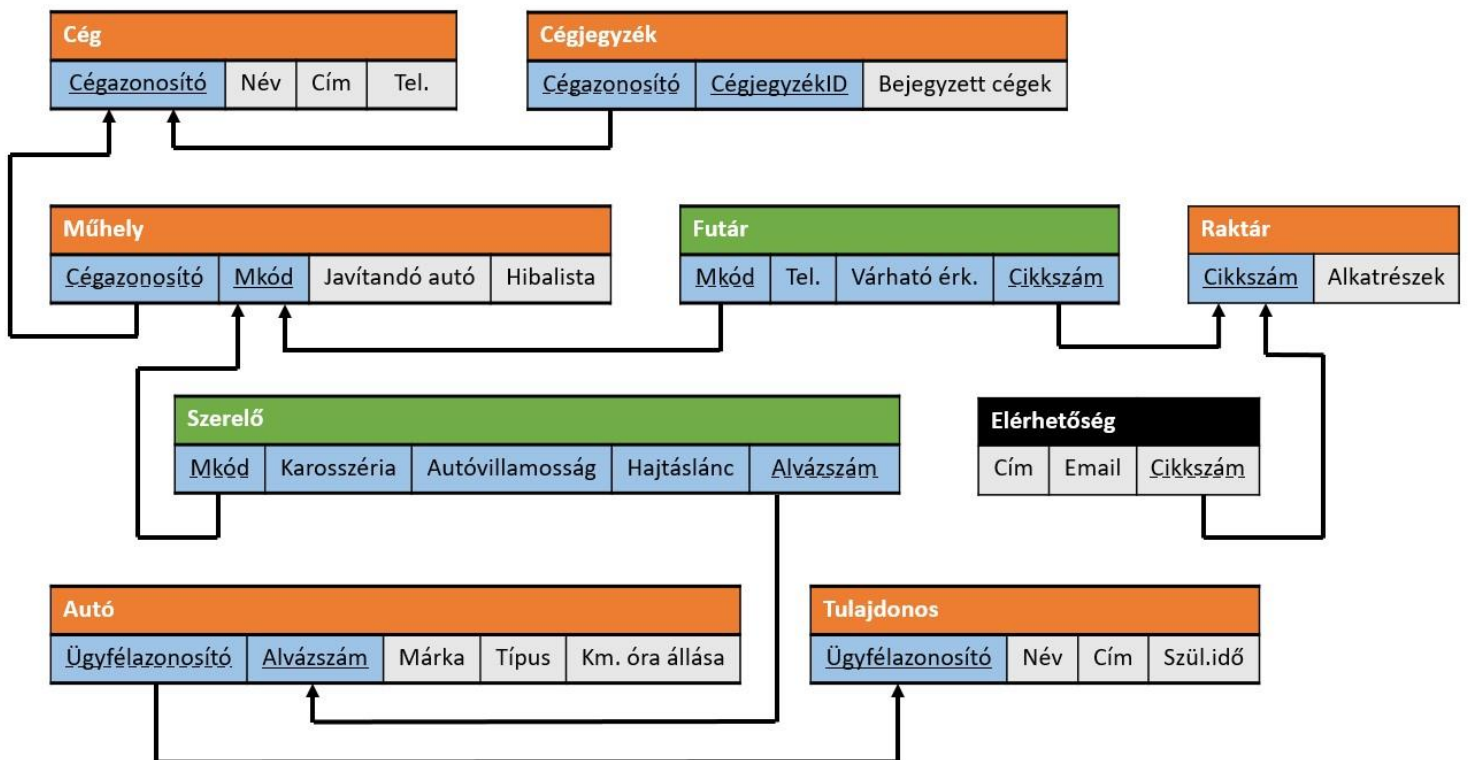 Cég
Cégazonosító Név Cím Tel.
Cégjegyzék
Cégazonosító CégjegyzékID Bejegyzett cégek
Műhely
Cégazonosító Mkód Javítandó autó Hibalista
Futár
Mkód Tel. Várható érk. Cikkszám
Raktár
Cikkszám Alkatrészek
Szerelő
Mkód Karosszéria Autóvillamosság Hajtáslánc Alvázszám
Elérhetőség
Cím Email Cikkszám
Autó
Ügyfélazonosító Alvázszám Márka Típus Km. óra állása
Tulajdonos
Ügyfélazonosító Név Cím Szül.idő